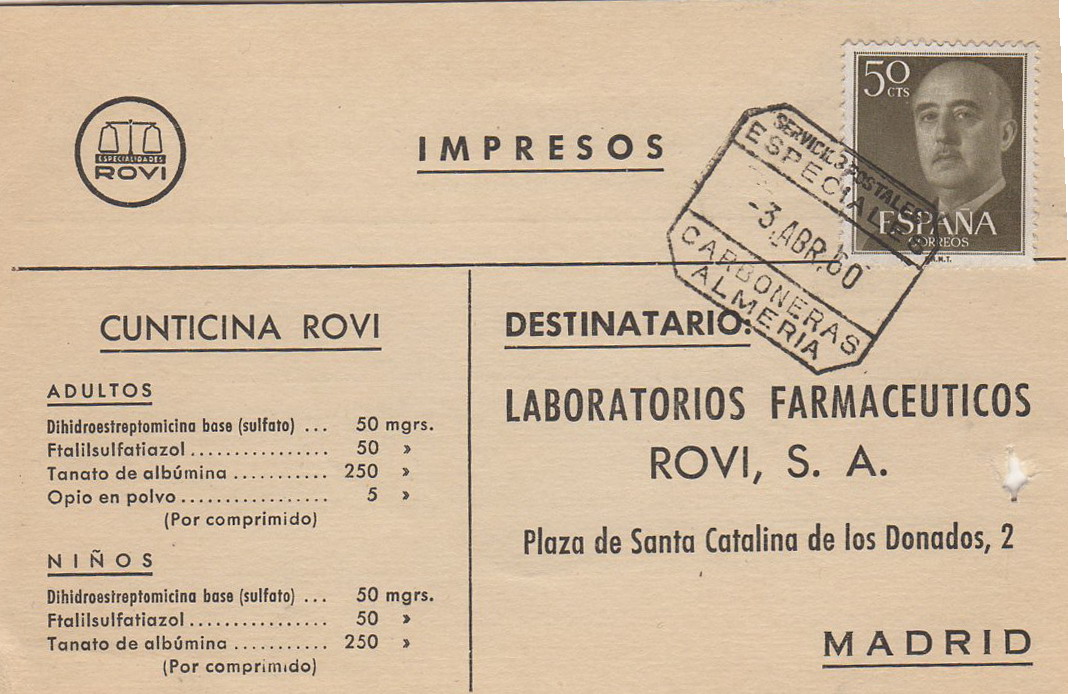 ESPECIALIDADES
ROVI
IMPRESOS
50
CTS
ESPAÑA
CORREOS
F.N.M.T.
ESPECIALES
-3.ABR.60
CARBONERAS
ALMERIA
CUNTICINA ROVI
ADULTOS
Dihidroestreptomicina base (sulfato) ... 50 mgrs.
Ftalilsulfatiazol ................. 50 »
Tanato de albúmina ........... 250 »
Opio en polvo .................. 5 »
(Por comprimido)
NIÑOS
Dihidroestreptomicina base (sulfato) ... 50 mgrs.
Ftalilsulfatiazol ................. 50 »
Tanato de albúmina ........... 250 »
(Por comprimido)
DESTINATARIO:
LABORATORIOS FARMACEUTICOS
ROVI, S. A.
Plaza de Santa Catalina de los Donados, 2
MADRID